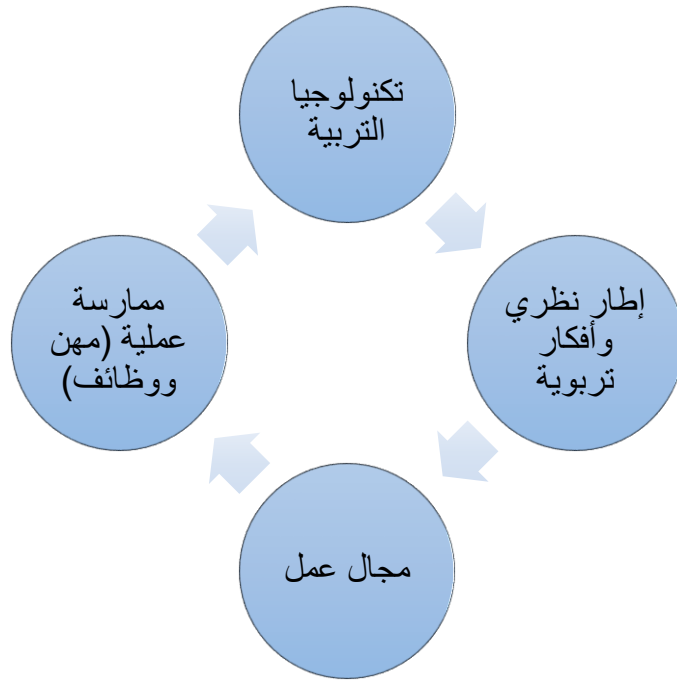 تكنولوجيا
التربية
إطار نظري
وأفكار
تربوية
مجال عمل
ممارسة
عملية (مهن
ووظائف)